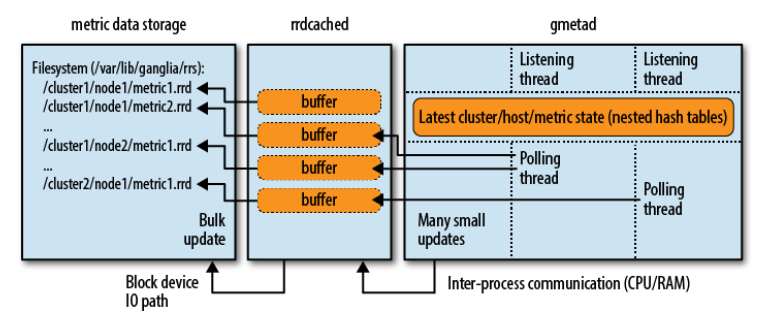 metric data storage
rrdcached
gmetad
Filesystem (/var/lib/ganglia/rrs):
/cluster1/node1/metric1.rrd
/cluster1/node1/metric2.rrd
...
/cluster1/node2/metric1.rrd
...
/cluster2/node1/metric1.rrd
Bulk
update
buffer
buffer
buffer
buffer
Listening
thread
Listening
thread
Latest cluster/host/metric state (nested hash tables)
Polling
thread
Polling
thread
Many small
updates
Block device
IO path
Inter-process communication (CPU/RAM)